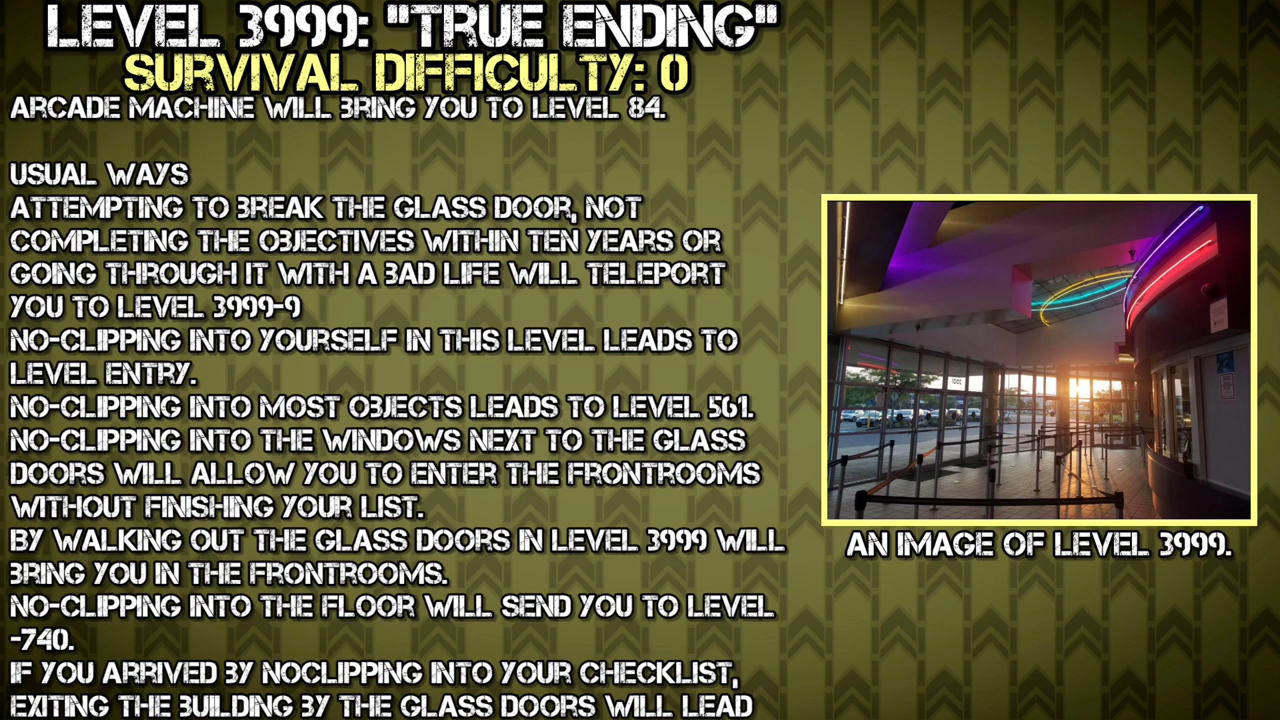 LEVEL 3999: "TRUE ENDING"
SURVIVAL DIFFICULTY: 0
ARCADE MACHINE WILL BRING YOU TO LEVEL 84.
USUAL WAYS
ATTEMPTING TO BREAK THE GLASS DOOR, NOT
COMPLETING THE OBJECTIVES WITHIN TEN YEARS OR
GOING THROUGH IT WITH A BAD LIFE WILL TELEPORT
YOU TO LEVEL 3999-9
NO-CLIPPING INTO YOURSELF IN THIS LEVEL LEADS TO
LEVEL ENTRY.
NO-CLIPPING INTO MOST OBJECTS LEADS TO LEVEL 561.
NO-CLIPPING INTO THE WINDOWS NEXT TO THE GLASS
DOORS WILL ALLOW YOU TO ENTER THE FRONTROOMS
WITHOUT FINISHING YOUR LIST.
BY WALKING OUT THE GLASS DOORS IN LEVEL 3999 WILL
BRING YOU IN THE FRONTROOMS.
NO-CLIPPING INTO THE FLOOR WILL SEND YOU TO LEVEL
-740.
IF YOU ARRIVED BY NOCLIPPING INTO YOUR CHECKLIST,
EXITING THE BUILDING BY THE GLASS DOORS WILL LEAD
AN IMAGE OF LEVEL 3999.